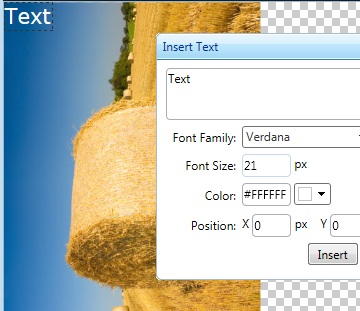 Text
Insert Text
Text
Font Family: Verdana
Font Size: 21 px
Color: #FFFFFF
Position: X 0 px Y 0
Insert